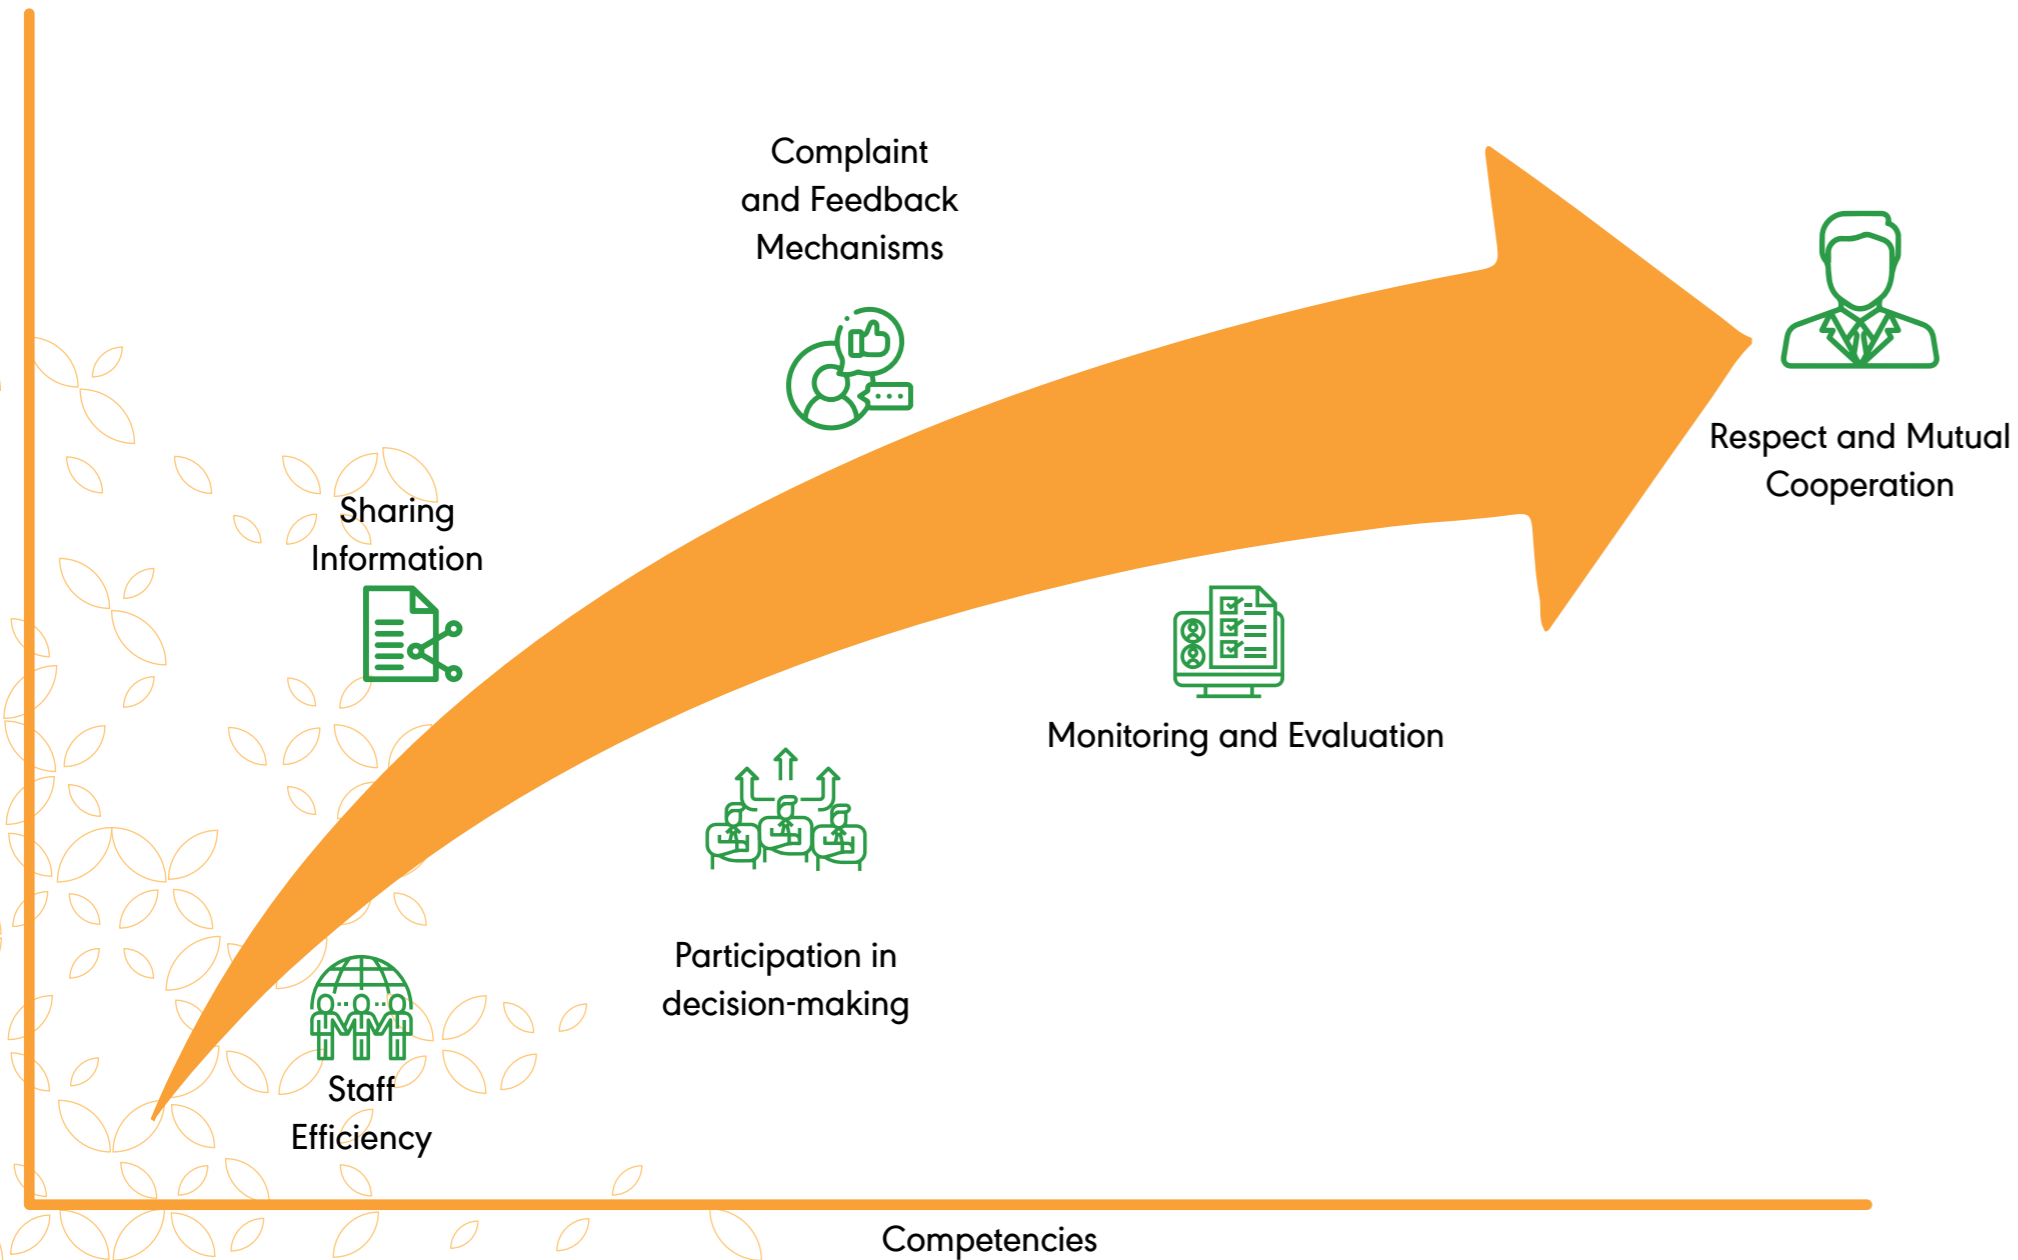 Complaint
and Feedback
Mechanisms
Respect and Mutual
Cooperation
Sharing
Information
Monitoring and Evaluation
Participation in
decision-making
Staff
Efficiency
Competencies